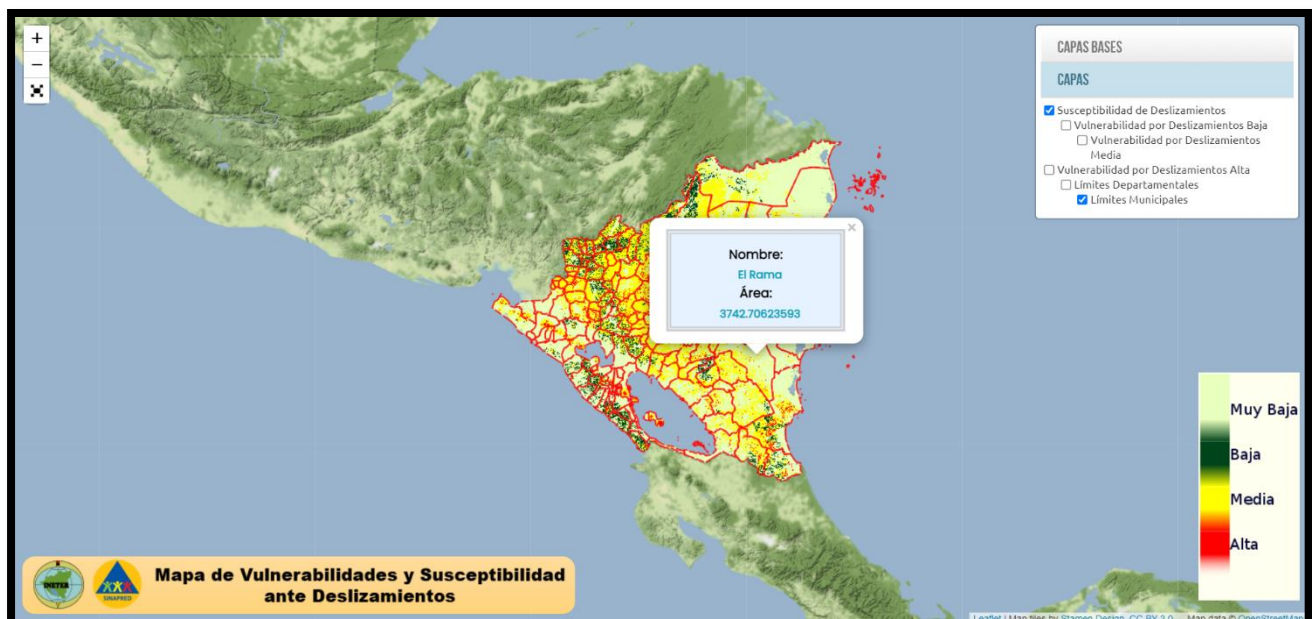 +
−
CAPAS BASES
CAPAS
Susceptibilidad de Deslizamientos
Vulnerabilidad por Deslizamientos Baja
Vulnerabilidad por Deslizamientos
Media
Vulnerabilidad por Deslizamientos Alta
Límites Departamentales
Límites Municipales
×
Nombre:
El Rama
Área:
3742.70623593
Muy Baja
Baja
Media
Alta
INETER
SINAPRED
Mapa de Vulnerabilidades y Susceptibilidad
ante Deslizamientos
Leaflet | Map tiles by Stamen Design, CC BY 3.0 — Map data © OpenStreetMap